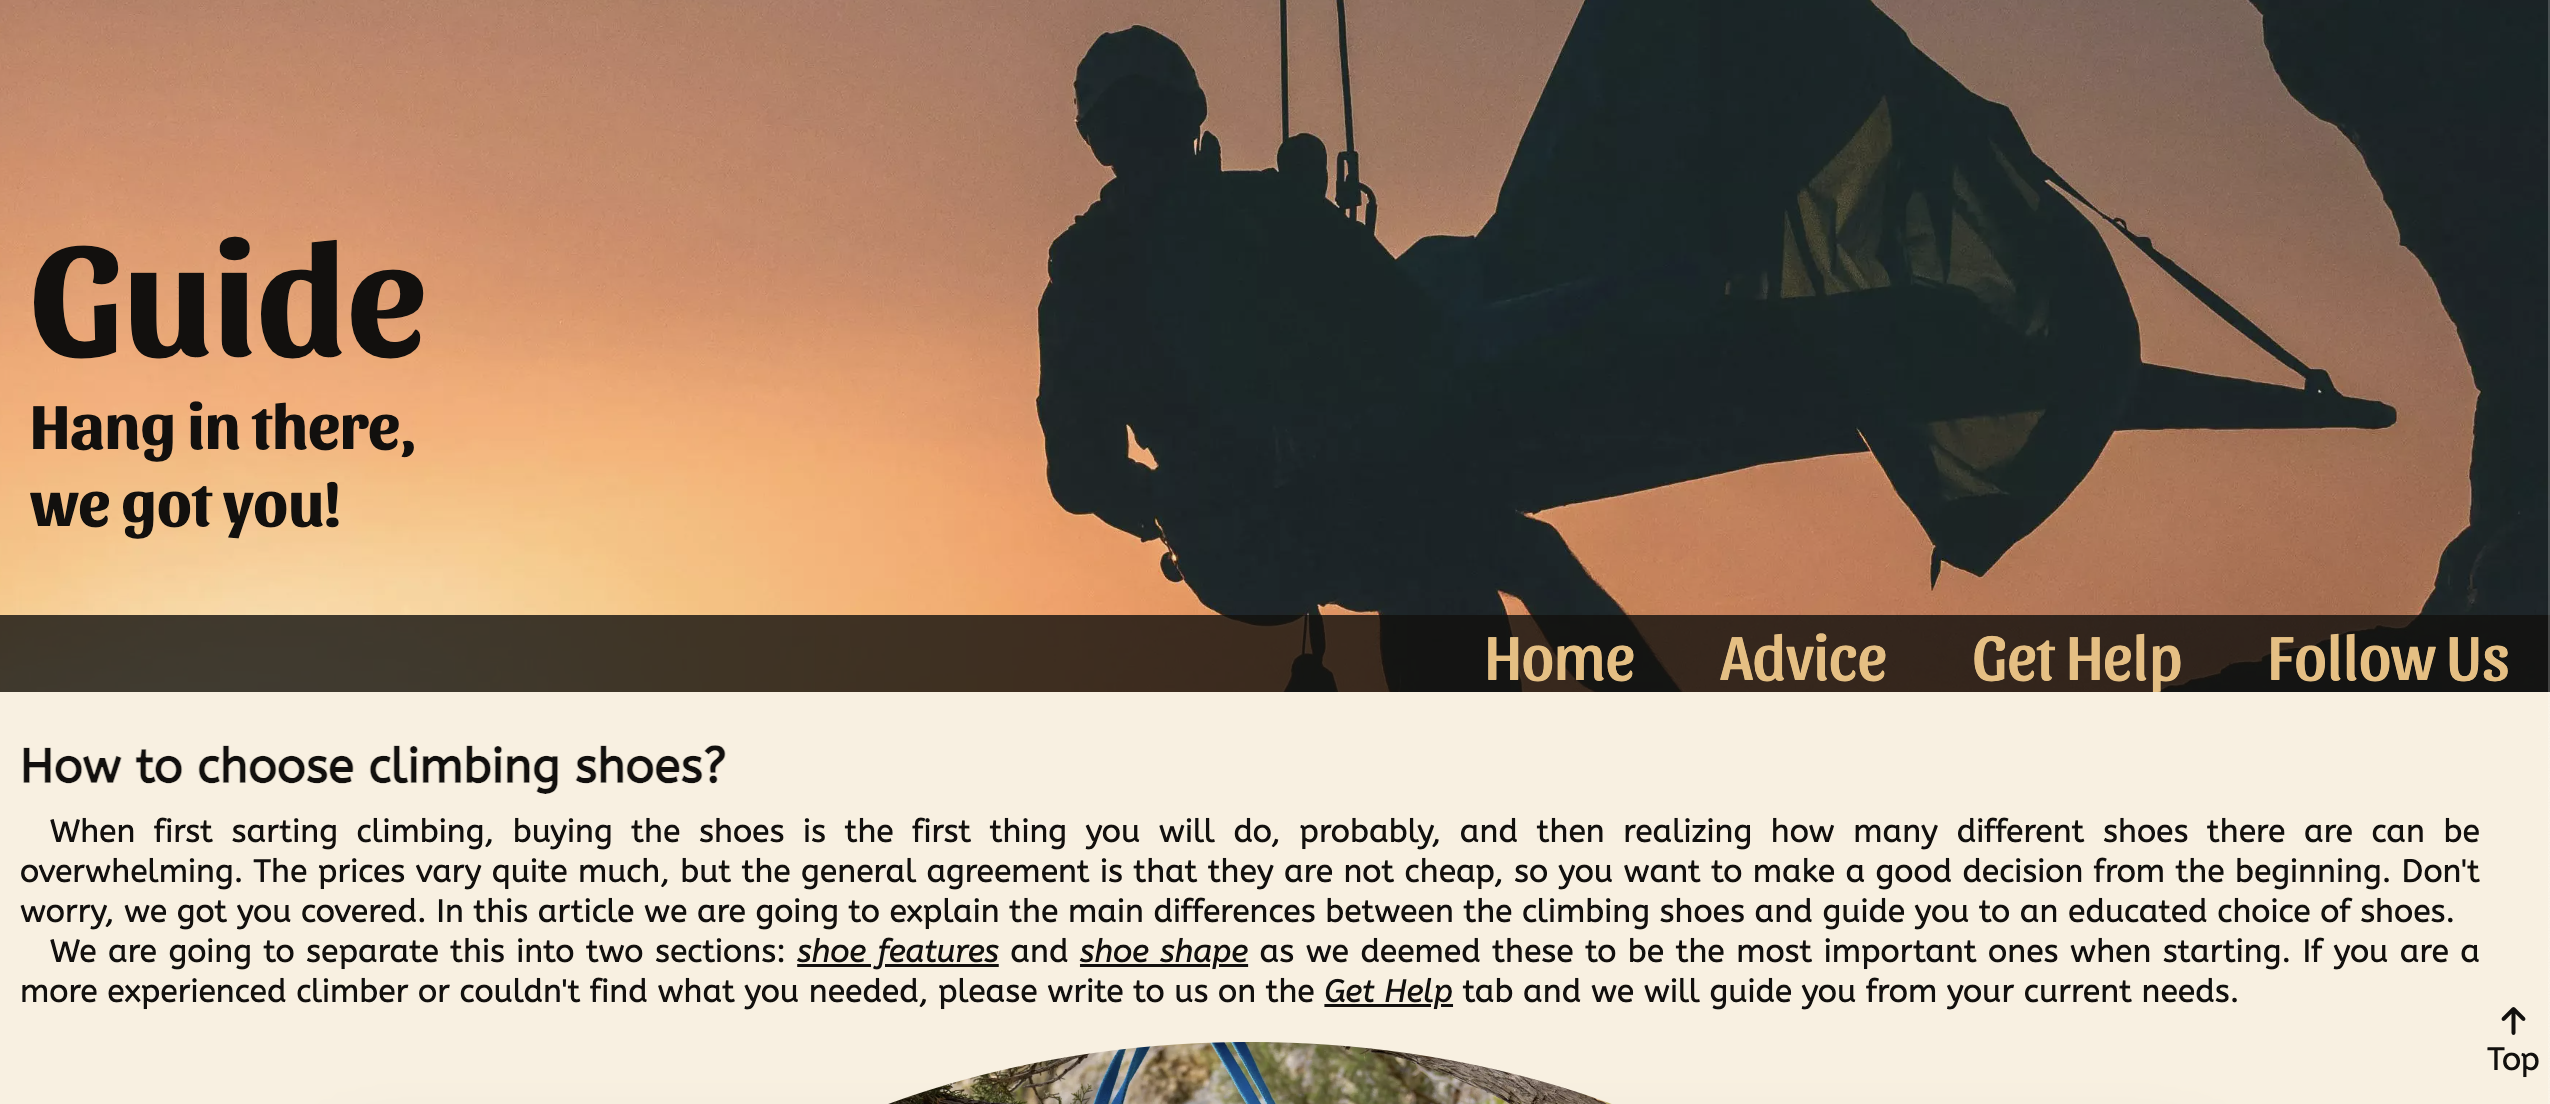 Guide
Hang in there,
we got you!
Home Advice Get Help Follow Us
How to choose climbing shoes?
When first sarting climbing, buying the shoes is the first thing you will do, probably, and then realizing how many different shoes there are can be
overwhelming. The prices vary quite much, but the general agreement is that they are not cheap, so you want to make a good decision from the beginning. Don't
worry, we got you covered. In this article we are going to explain the main differences between the climbing shoes and guide you to an educated choice of shoes.
We are going to separate this into two sections: shoe features and shoe shape as we deemed these to be the most important ones when starting. If you are a
more experienced climber or couldn't find what you needed, please write to us on the Get Help tab and we will guide you from your current needs.
Top